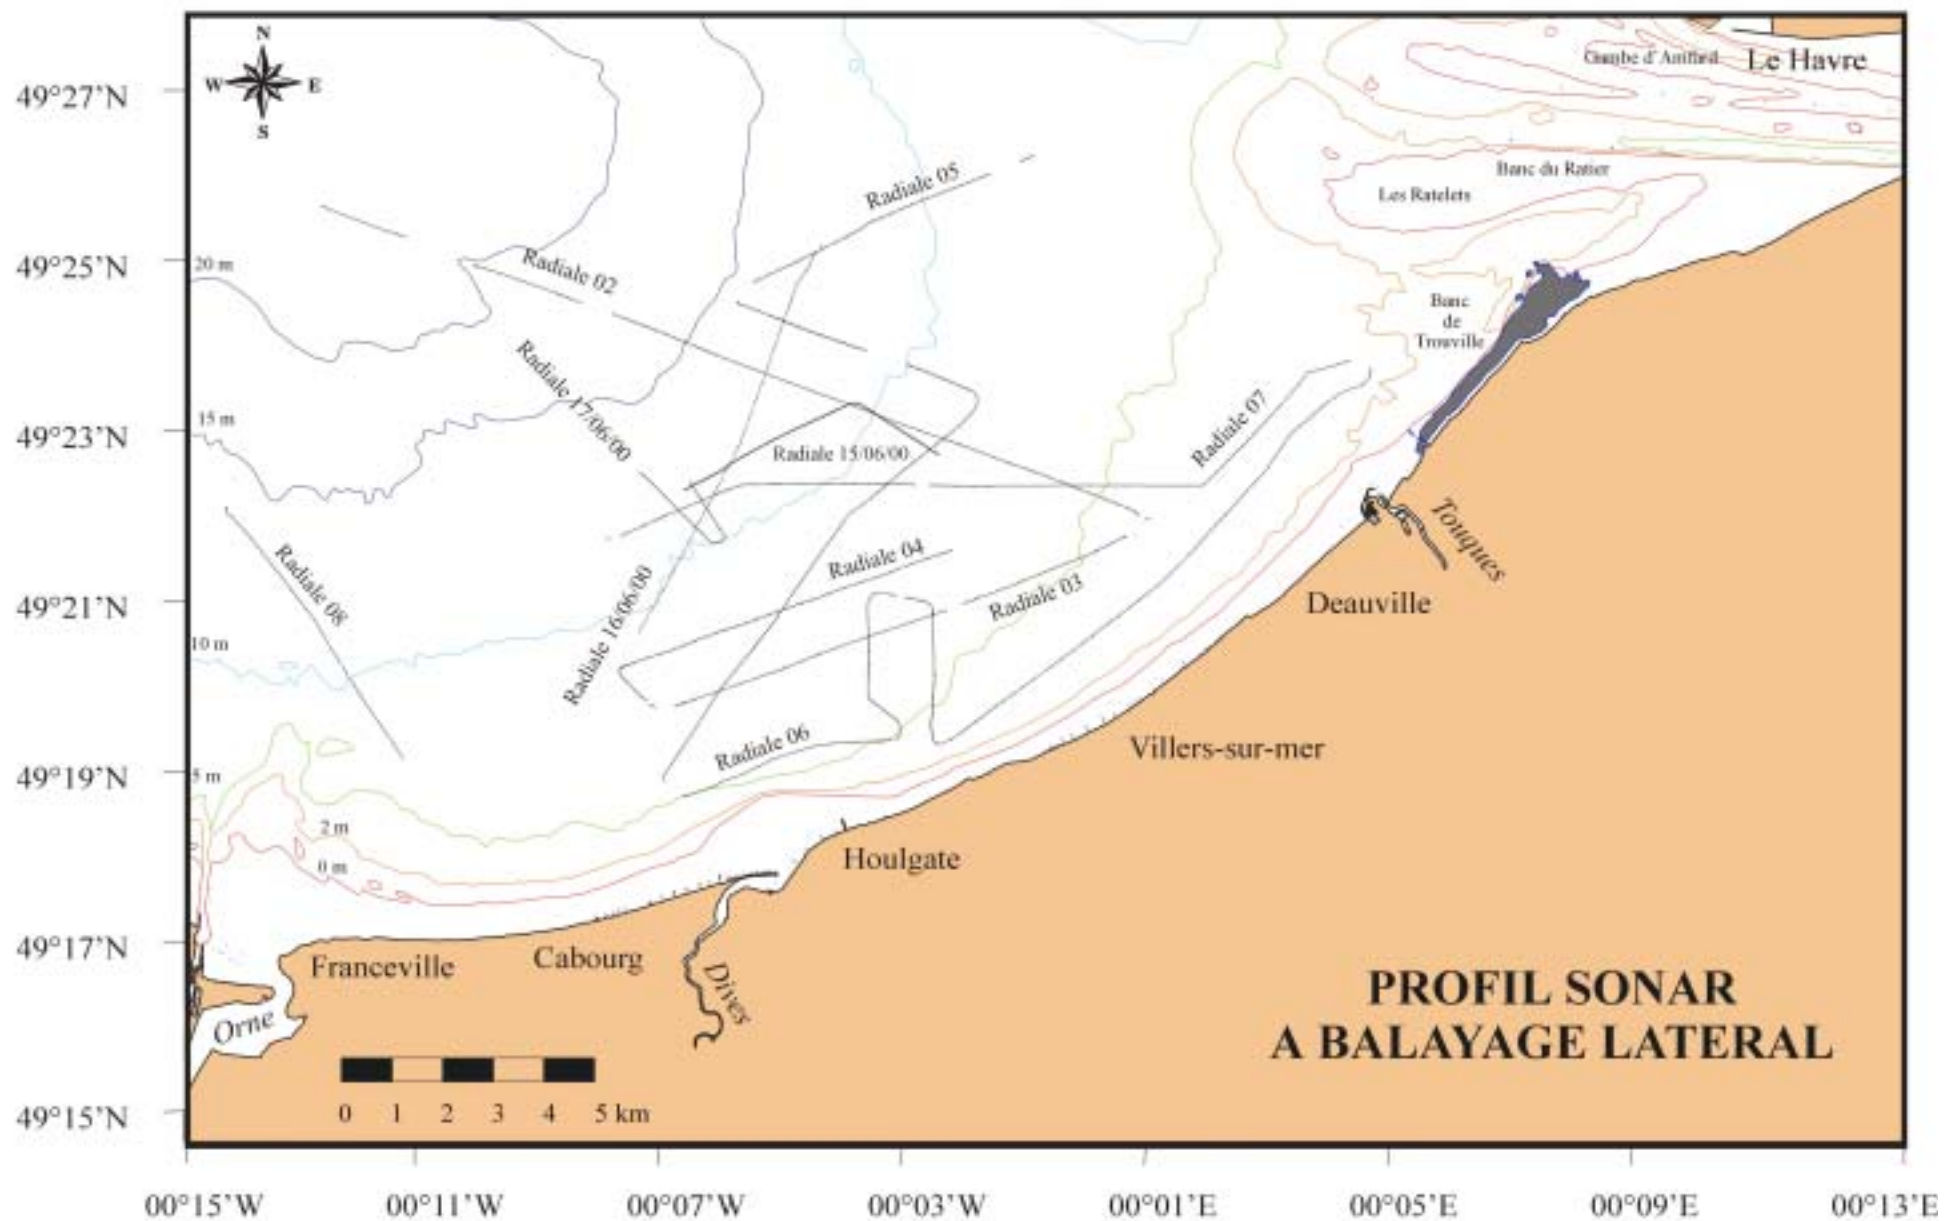 N
W E
S
Le Havre
Banc du Ratier
Les Ratelets
Banc
de
Trouville
49°27'N
49°25'N
49°23'N
49°21'N
49°19'N
49°17'N
49°15'N
20 m
15 m
10 m
5 m
2 m
0 m
Radiale 05
Radiale 02
Radiale 17/06/00
Radiale 15/06/00
Radiale 07
Radiale 04
Radiale 03
Radiale 08
Radiale 16/06/00
Radiale 06
Touques
Deauville
Villers-sur-mer
Houlgate
Cabourg
Franceville
Dives
Orne
PROFIL SONAR
A BALAYAGE LATERAL
0 1 2 3 4 5 km
00°15'W 00°11'W 00°07'W 00°03'W 00°01'E 00°05'E 00°09'E 00°13'E